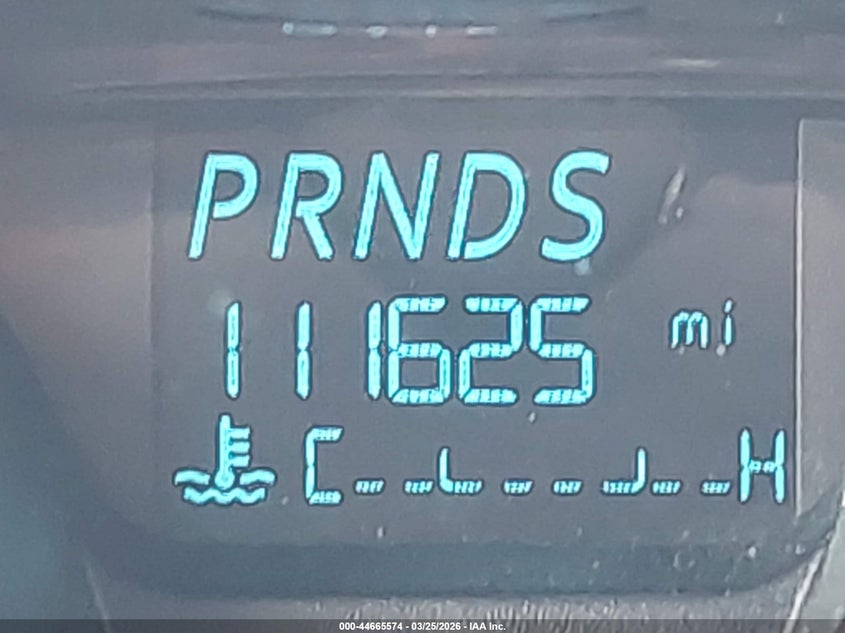 PRNDS
111625 mi
C H
000-44665574 - 03/25/2026 - IAA Inc.